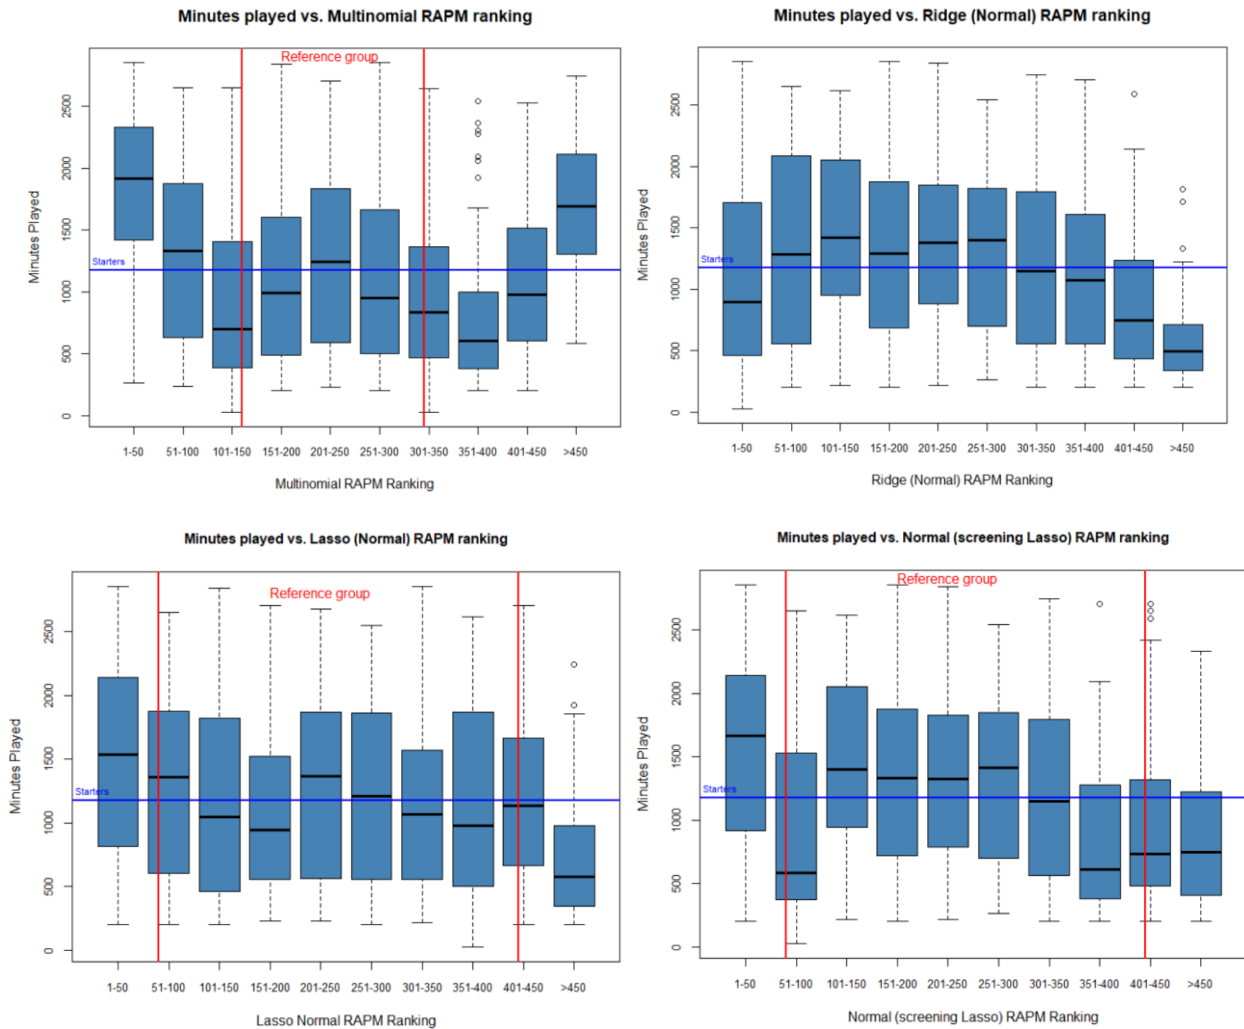 Minutes played vs. Multinomial RAPM ranking
Reference group
Minutes Played
2500
2000
1500
1000
500
0
Starters
1-50 51-100 101-150 151-200 201-250 251-300 301-350 351-400 401-450 >450
Multinomial RAPM Ranking
Minutes played vs. Ridge (Normal) RAPM ranking
Minutes Played
2500
2000
1500
1000
500
0
Starters
1-50 51-100 101-150 151-200 201-250 251-300 301-350 351-400 401-450 >450
Ridge (Normal) RAPM Ranking
Minutes played vs. Lasso (Normal) RAPM ranking
Reference group
Minutes Played
2500
2000
1500
1000
500
0
Starters
1-50 51-100 101-150 151-200 201-250 251-300 301-350 351-400 401-450 >450
Lasso Normal RAPM Ranking
Minutes played vs. Normal (screening Lasso) RAPM ranking
Reference group
Minutes Played
2500
2000
1500
1000
500
0
Starters
1-50 51-100 101-150 151-200 201-250 251-300 301-350 351-400 401-450 >450
Normal (screening Lasso) RAPM Ranking